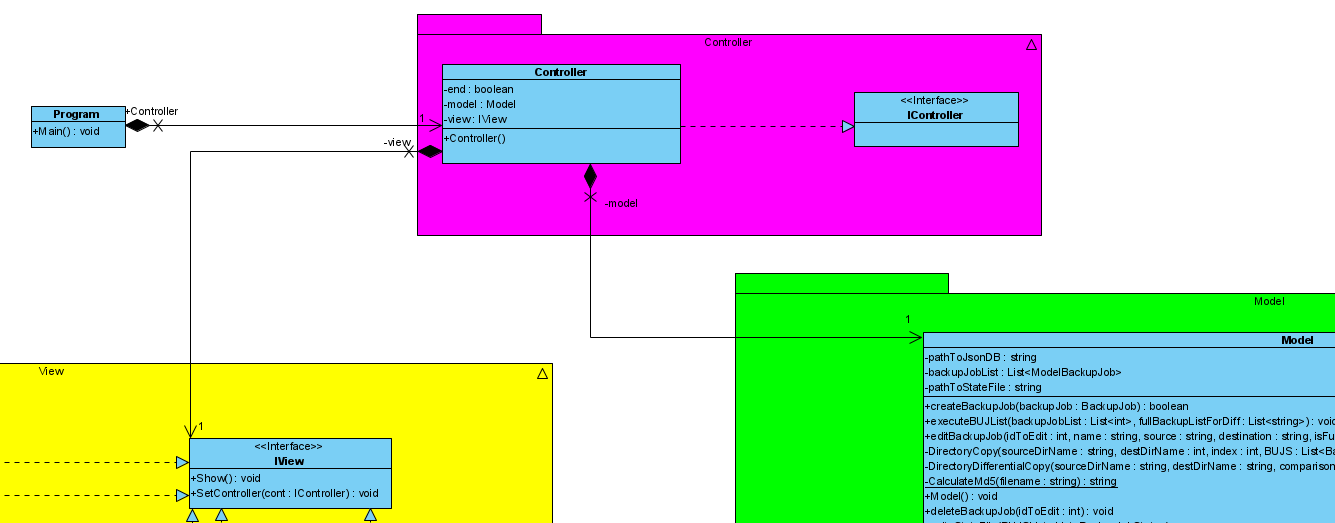 Controller
Controller
-end : boolean
-model : Model
-view : IView
+Controller()
<<Interface>>
IController
Program
+Main() : void
+Controller
1
-view
-model
Model
1
Model
-pathToJsonDB : string
-backupJobList : List<ModelBackupJob>
-pathToStateFile : string
+createBackupJob(backupJob : BackupJob) : boolean
+executeBUJList(backupJobList : List<int>, fullBackupListForDiff : List<string>) : void
+editBackupJob(idToEdit : int, name : string, source : string, destination : string, isFu
-DirectoryCopy(sourceDirName : string, destDirName : int, index : int, BUJS : List<Ba
-DirectoryDifferentialCopy(sourceDirName : string, destDirName : string, comparison
-CalculateMd5(filename : string) : string
+Model() : void
+deleteBackupJob(idToEdit : int) : void
View
1
<<Interface>>
IView
+Show() : void
+SetController(cont : IController) : void